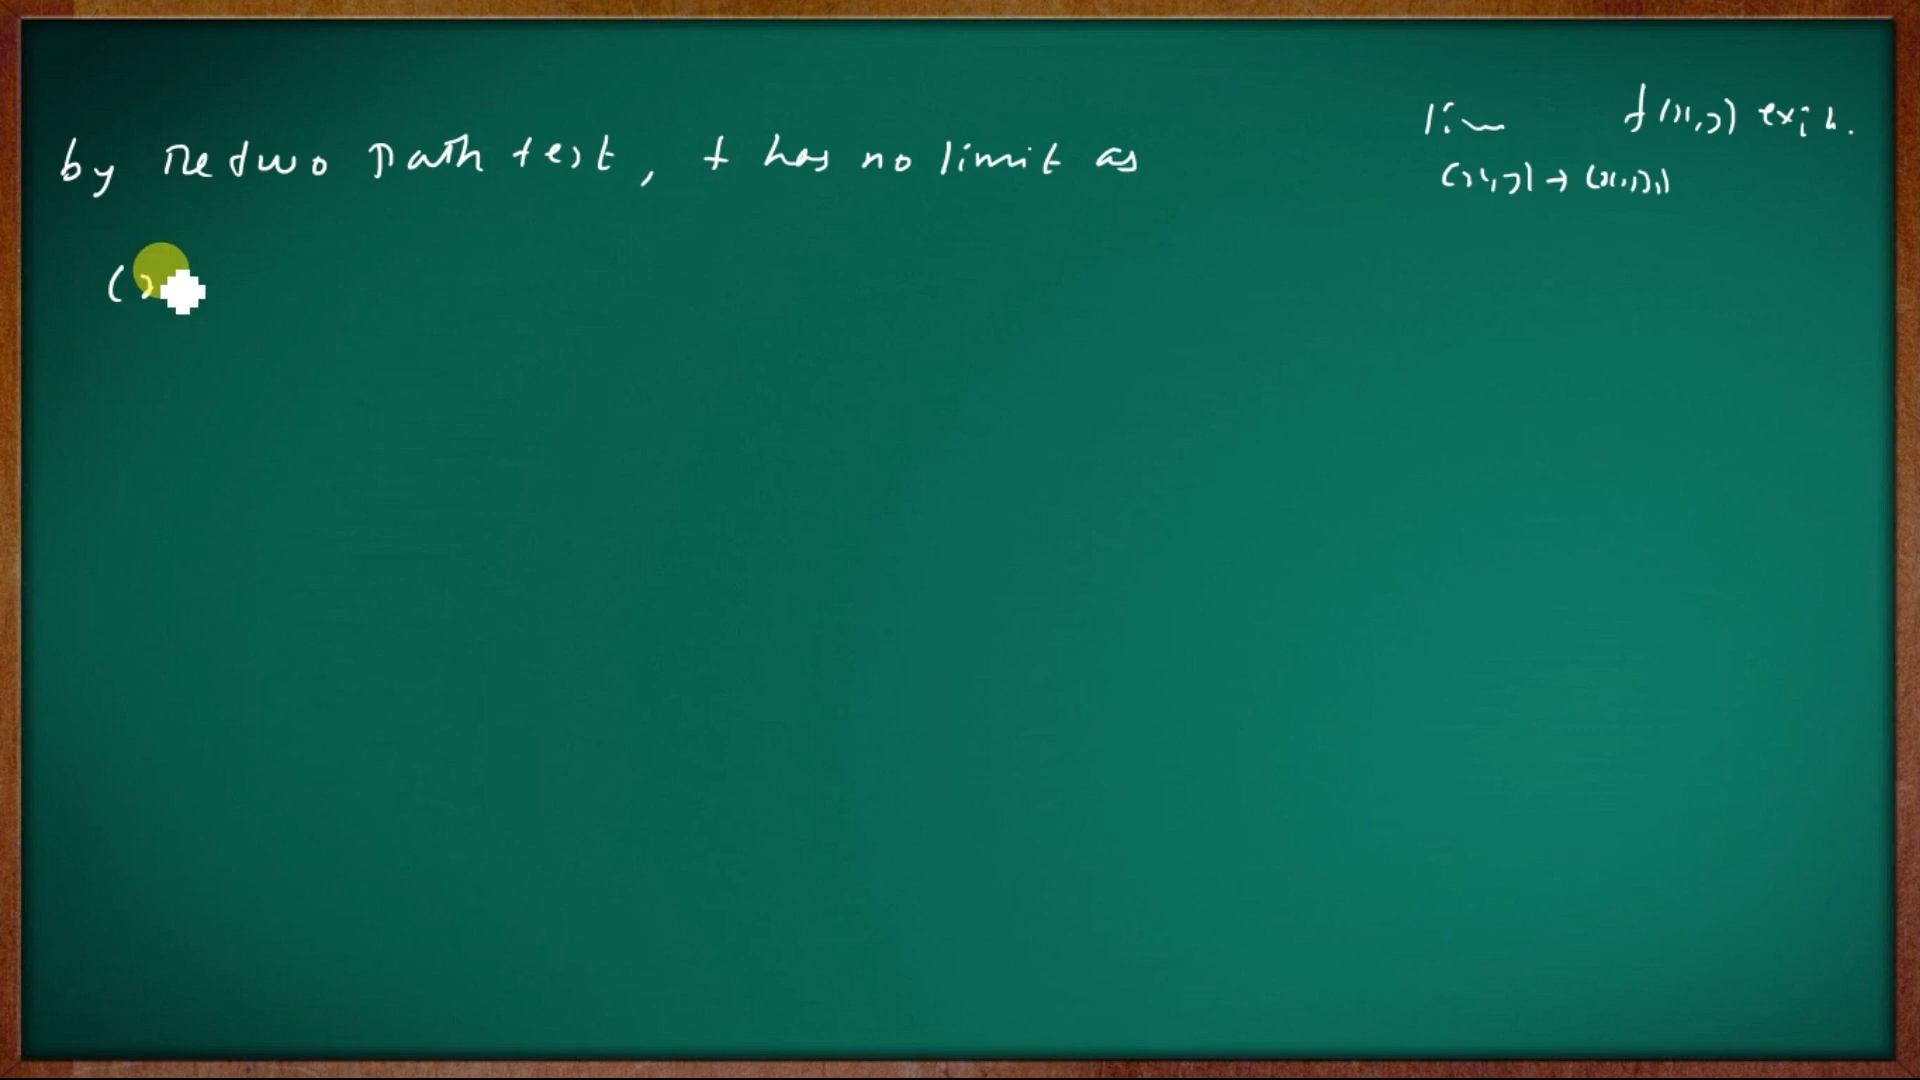 by the two path test, f has no limit as
(x
lim f(x,y) exist.
(x,y) → (x₀,y₀)